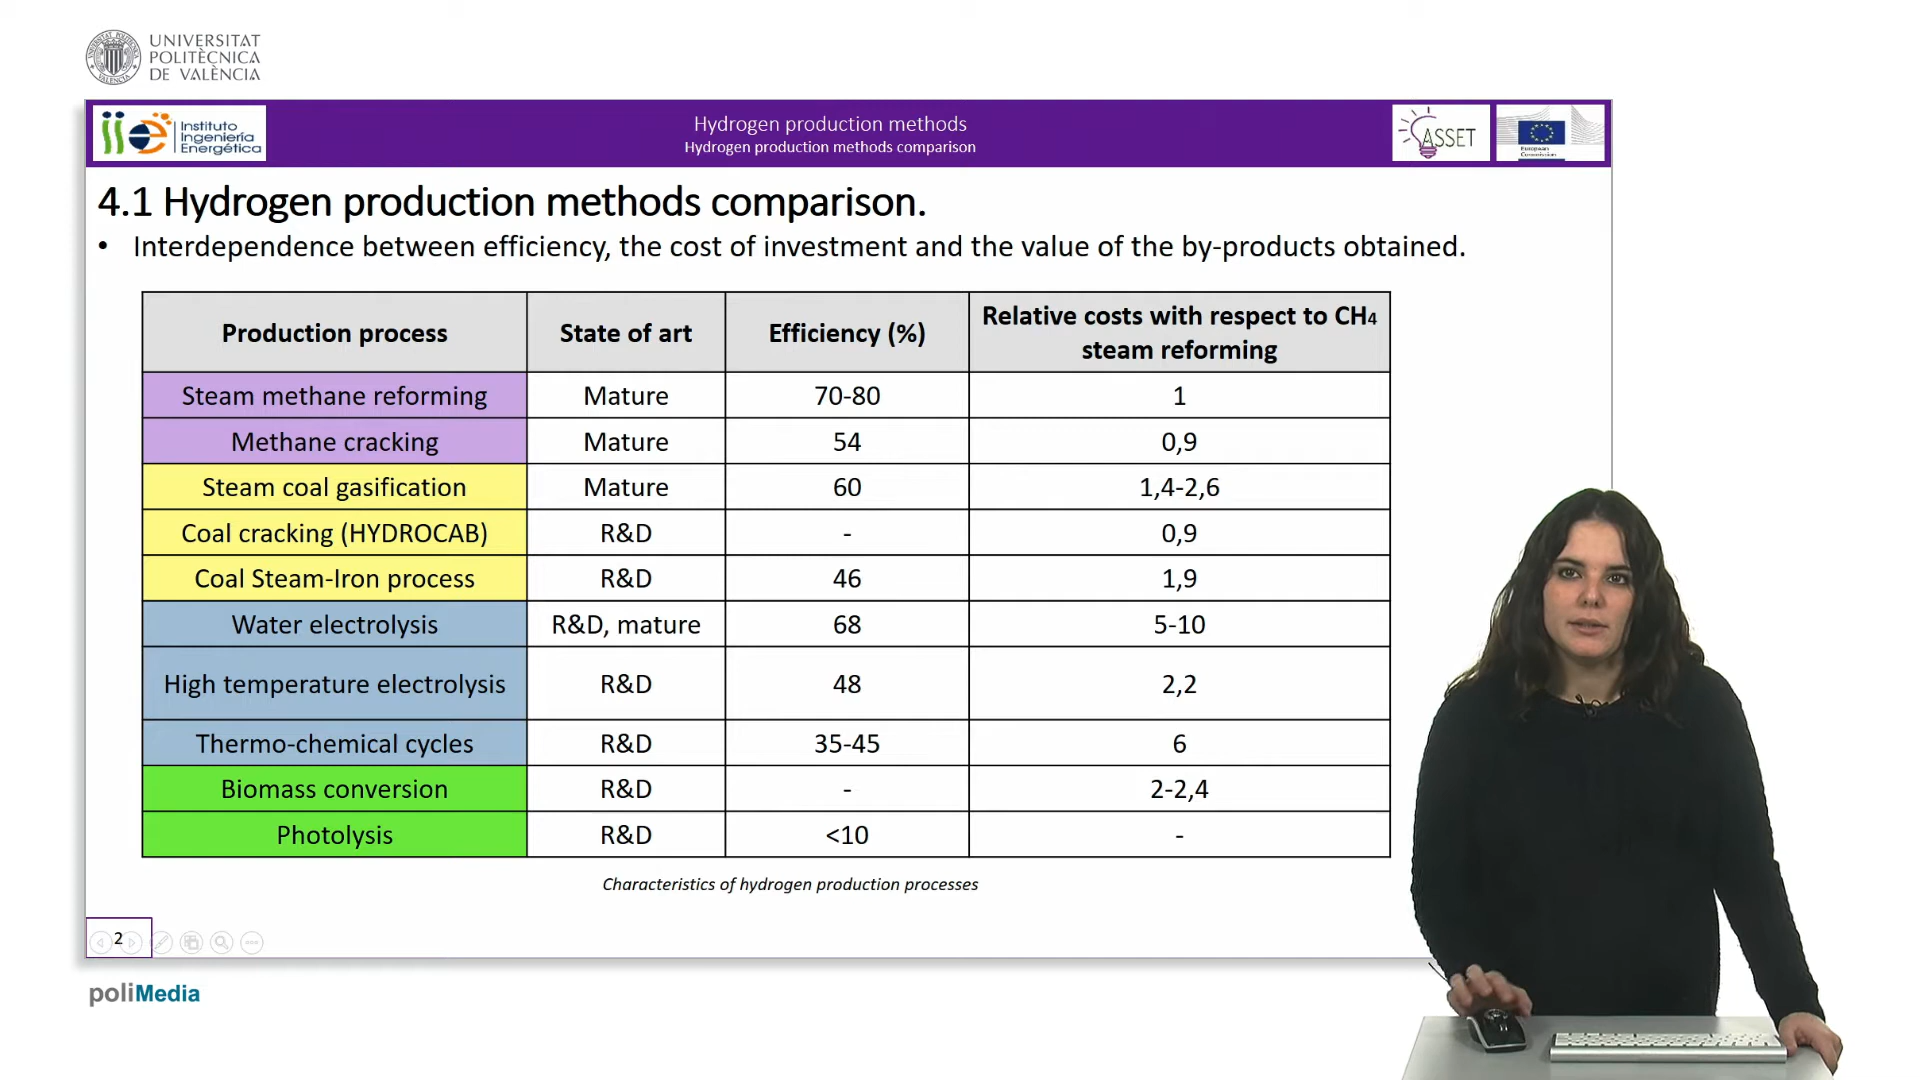 UNIVERSITAT
POLITÈCNICA
DE VALÈNCIA
Instituto
Ingeniería
Energética
Hydrogen production methods
Hydrogen production methods comparison
ASSET
European
Commission
4.1 Hydrogen production methods comparison.
• Interdependence between efficiency, the cost of investment and the value of the by-products obtained.
Production process State of art Efficiency (%) Relative costs with respect to CH4 steam reforming
Steam methane reforming Mature 70-80 1
Methane cracking Mature 54 0,9
Steam coal gasification Mature 60 1,4-2,6
Coal cracking (HYDROCAB) R&D - 0,9
Coal Steam-Iron process R&D 46 1,9
Water electrolysis R&D, mature 68 5-10
High temperature electrolysis R&D 48 2,2
Thermo-chemical cycles R&D 35-45 6
Biomass conversion R&D - 2-2,4
Photolysis R&D <10 -
Characteristics of hydrogen production processes
2
poliMedia